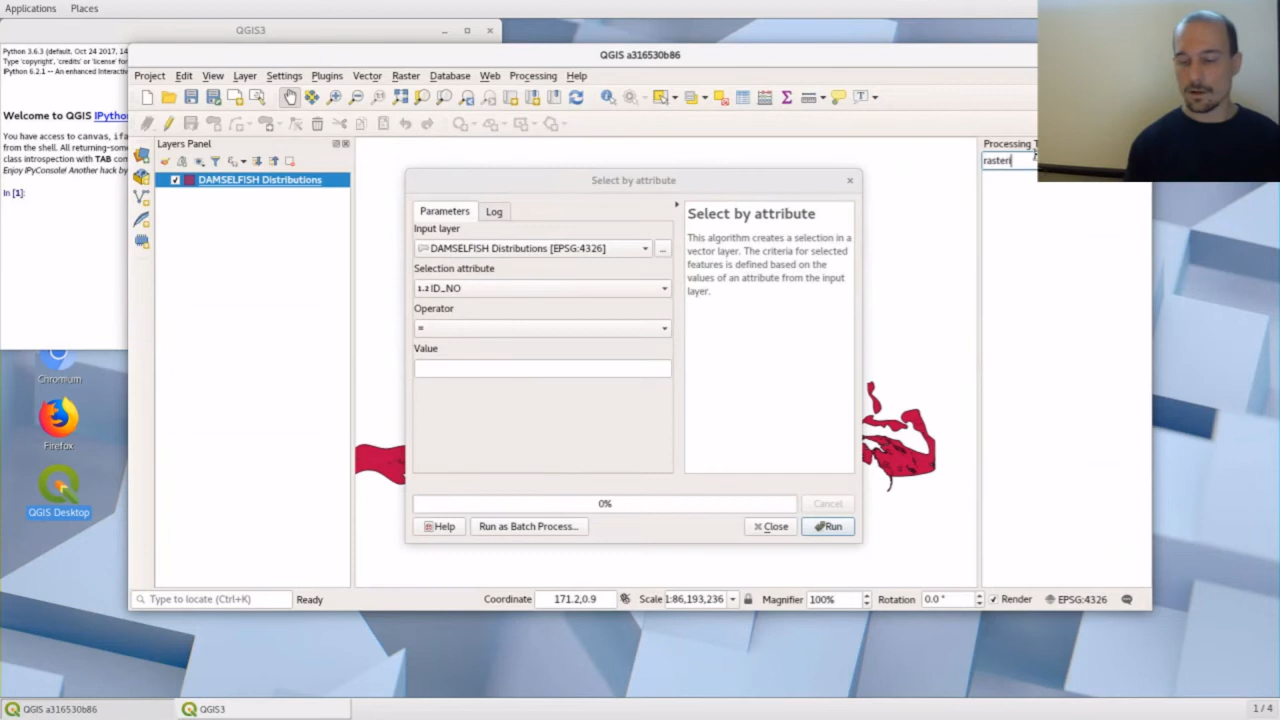 Applications Places
QGIS3
QGIS a316530b86
Python 3.6.3 (default, Oct 24 2017, 14
Type 'copyright', 'credits' or 'license' for
IPython 6.2.1 -- An enhanced Interactiv
Welcome to QGIS IPytho
You have access to canvas, ifa
from the shell. All returning-som
class introspection with TAB com
Enjoy IPyConsole! Another hack by
In [1]:
Project Edit View Layer Settings Plugins Vector Raster Database Web Processing Help
Layers Panel
DAMSELFISH Distributions
Processing T
rasteri
Select by attribute
Parameters Log
Input layer
DAMSELFISH Distributions [EPSG:4326]
...
Selection attribute
1.2 ID_NO
Operator
=
Value
Select by attribute
This algorithm creates a selection in a
vector layer. The criteria for selected
features is defined based on the
values of an attribute from the input
layer.
0%
Cancel
Help Run as Batch Process... Close Run
Type to locate (Ctrl+K) Ready Coordinate 171.2,0.9 Scale 1:86,193,236 Magnifier 100% Rotation 0.0 ° Render EPSG:4326
Chromium
Firefox
QGIS Desktop
QGIS a316530b86 QGIS3 1 / 4